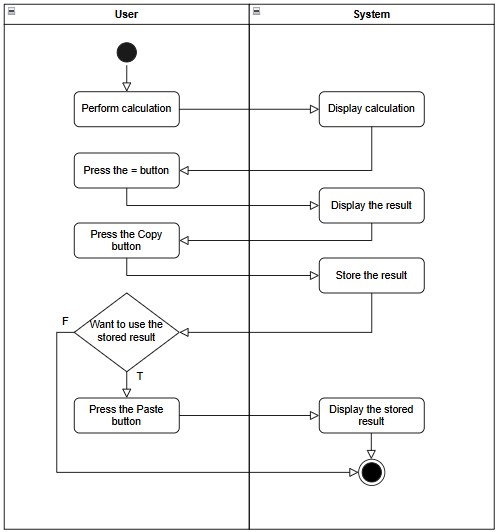 User
System
Perform calculation
Display calculation
Press the = button
Display the result
Press the Copy
button
Store the result
F
Want to use the
stored result
T
Press the Paste
button
Display the stored
result